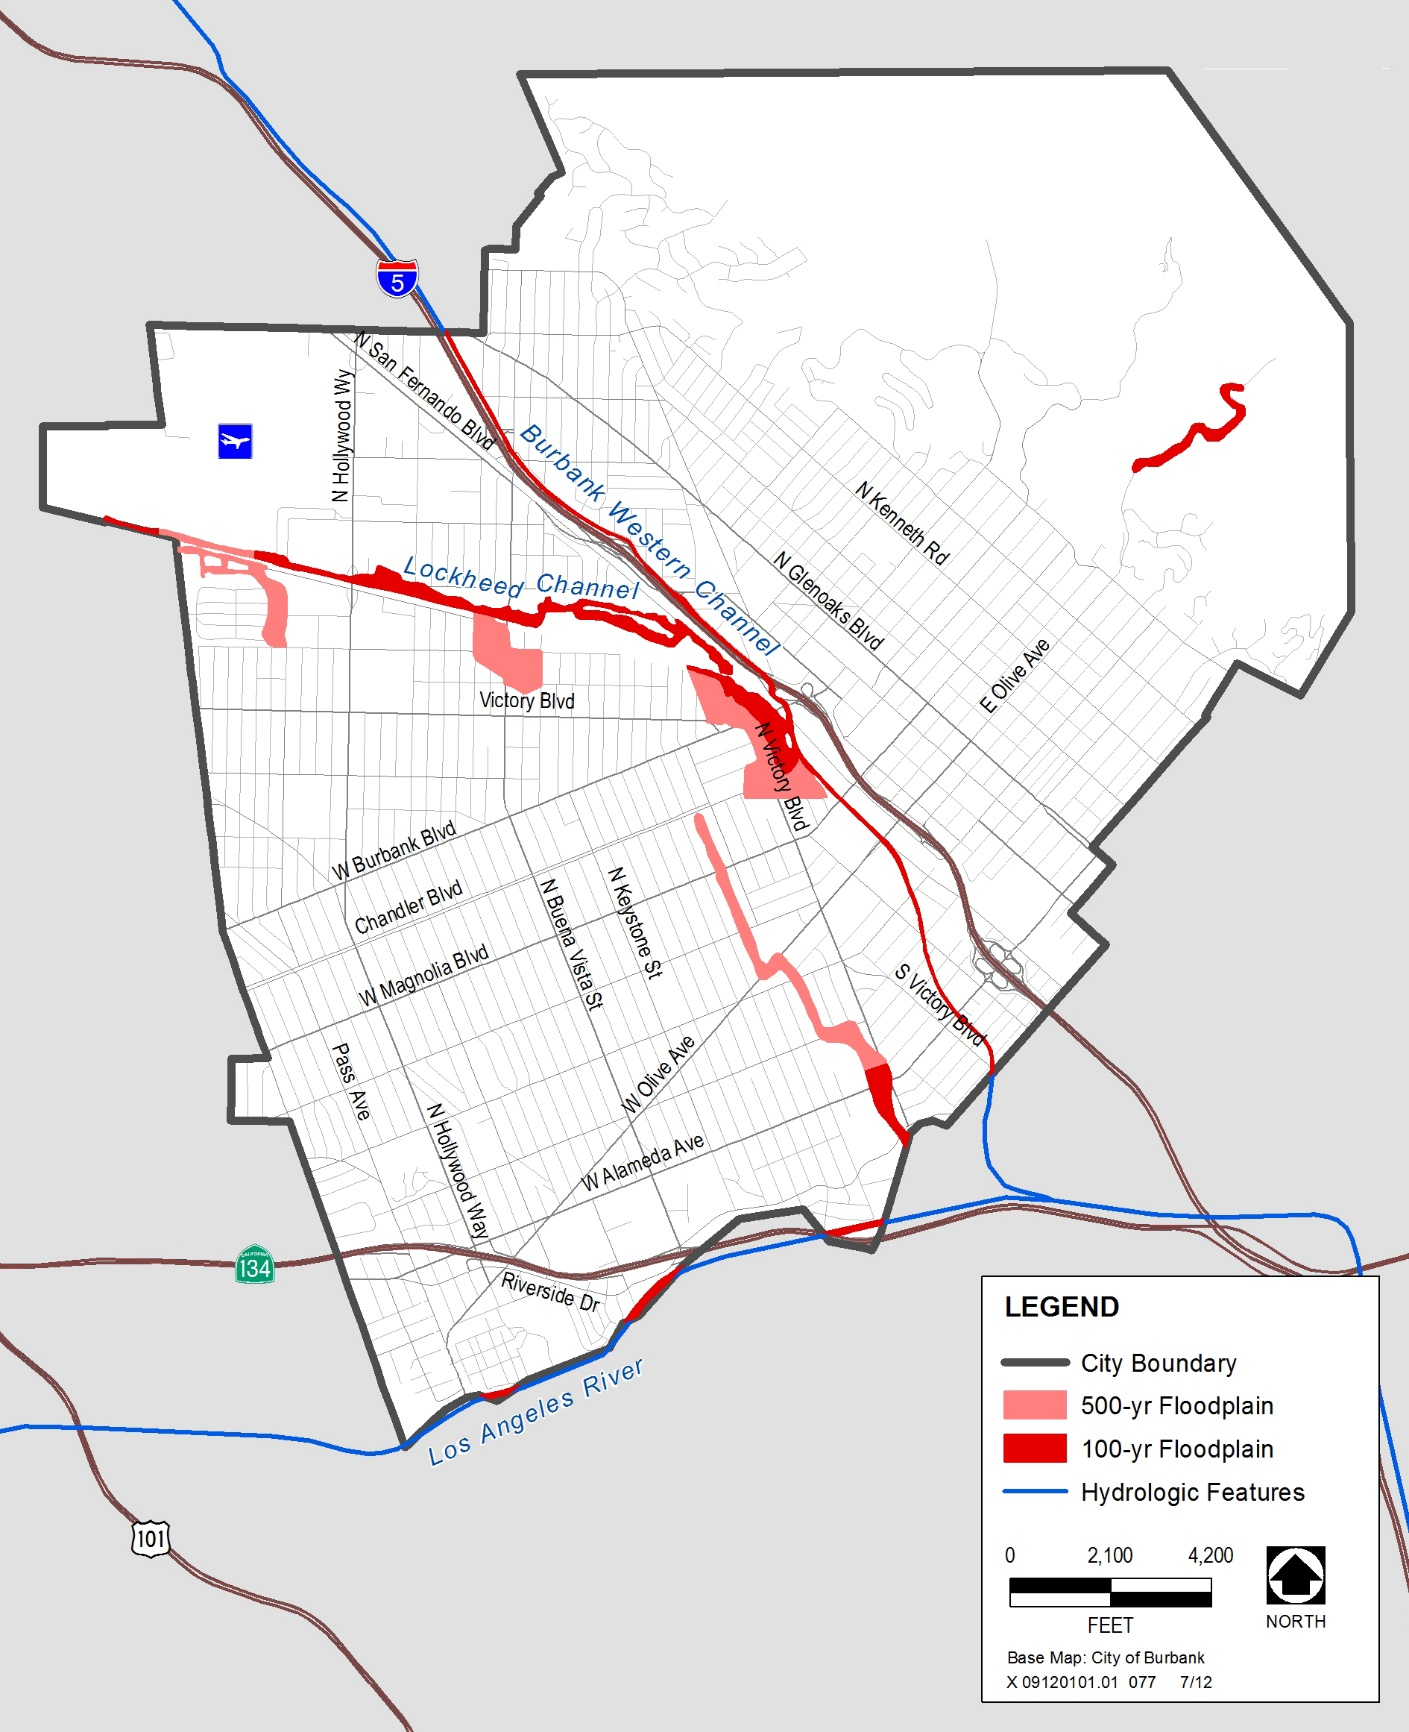 5
N San Fernando Blvd
N Hollywood Wy
Burbank Western Channel
Lockheed Channel
N Kenneth Rd
N Glenoaks Blvd
E Olive Ave
Victory Blvd
N Victory Blvd
W Burbank Blvd
Chandler Blvd
W Magnolia Blvd
N Buena Vista St
N Keystone St
S Victory Blvd
Pass Ave
N Hollywood Way
W Olive Ave
W Alameda Ave
CALIFORNIA
134
Riverside Dr
Los Angeles River
101
LEGEND
City Boundary
500-yr Floodplain
100-yr Floodplain
Hydrologic Features
0 2,100 4,200
FEET
NORTH
Base Map: City of Burbank
X 09120101.01 077 7/12